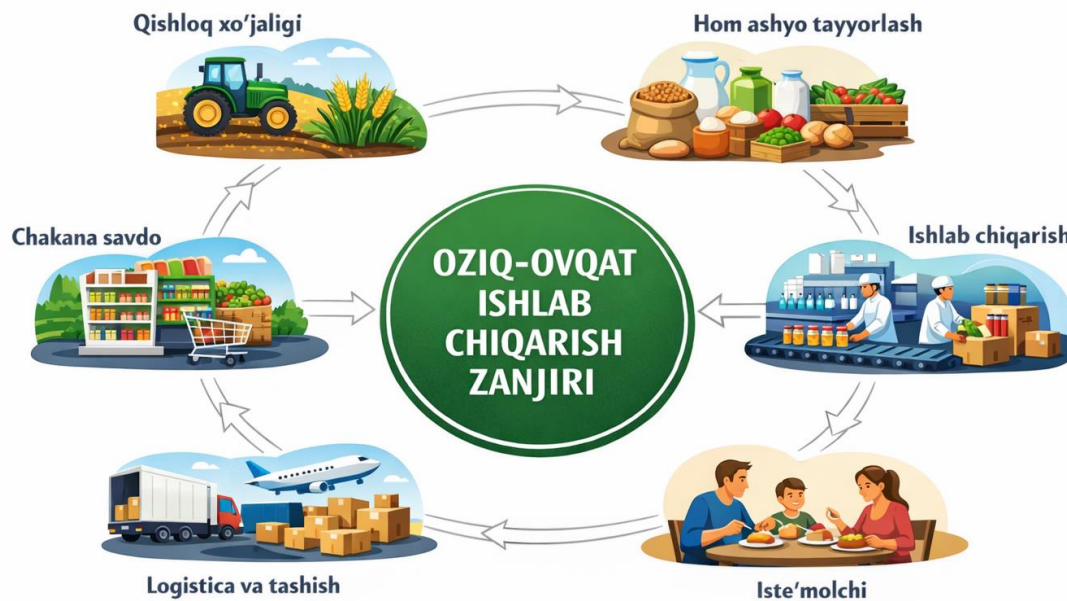 Qishloq xo'jaligi
Hom ashyo tayyorlash
Chakana savdo
Ishlab chiqarish
OZIQ-OVQAT
ISHLAB
CHIQARISH
ZANJIRI
Logistica va tashish
Iste'molchi